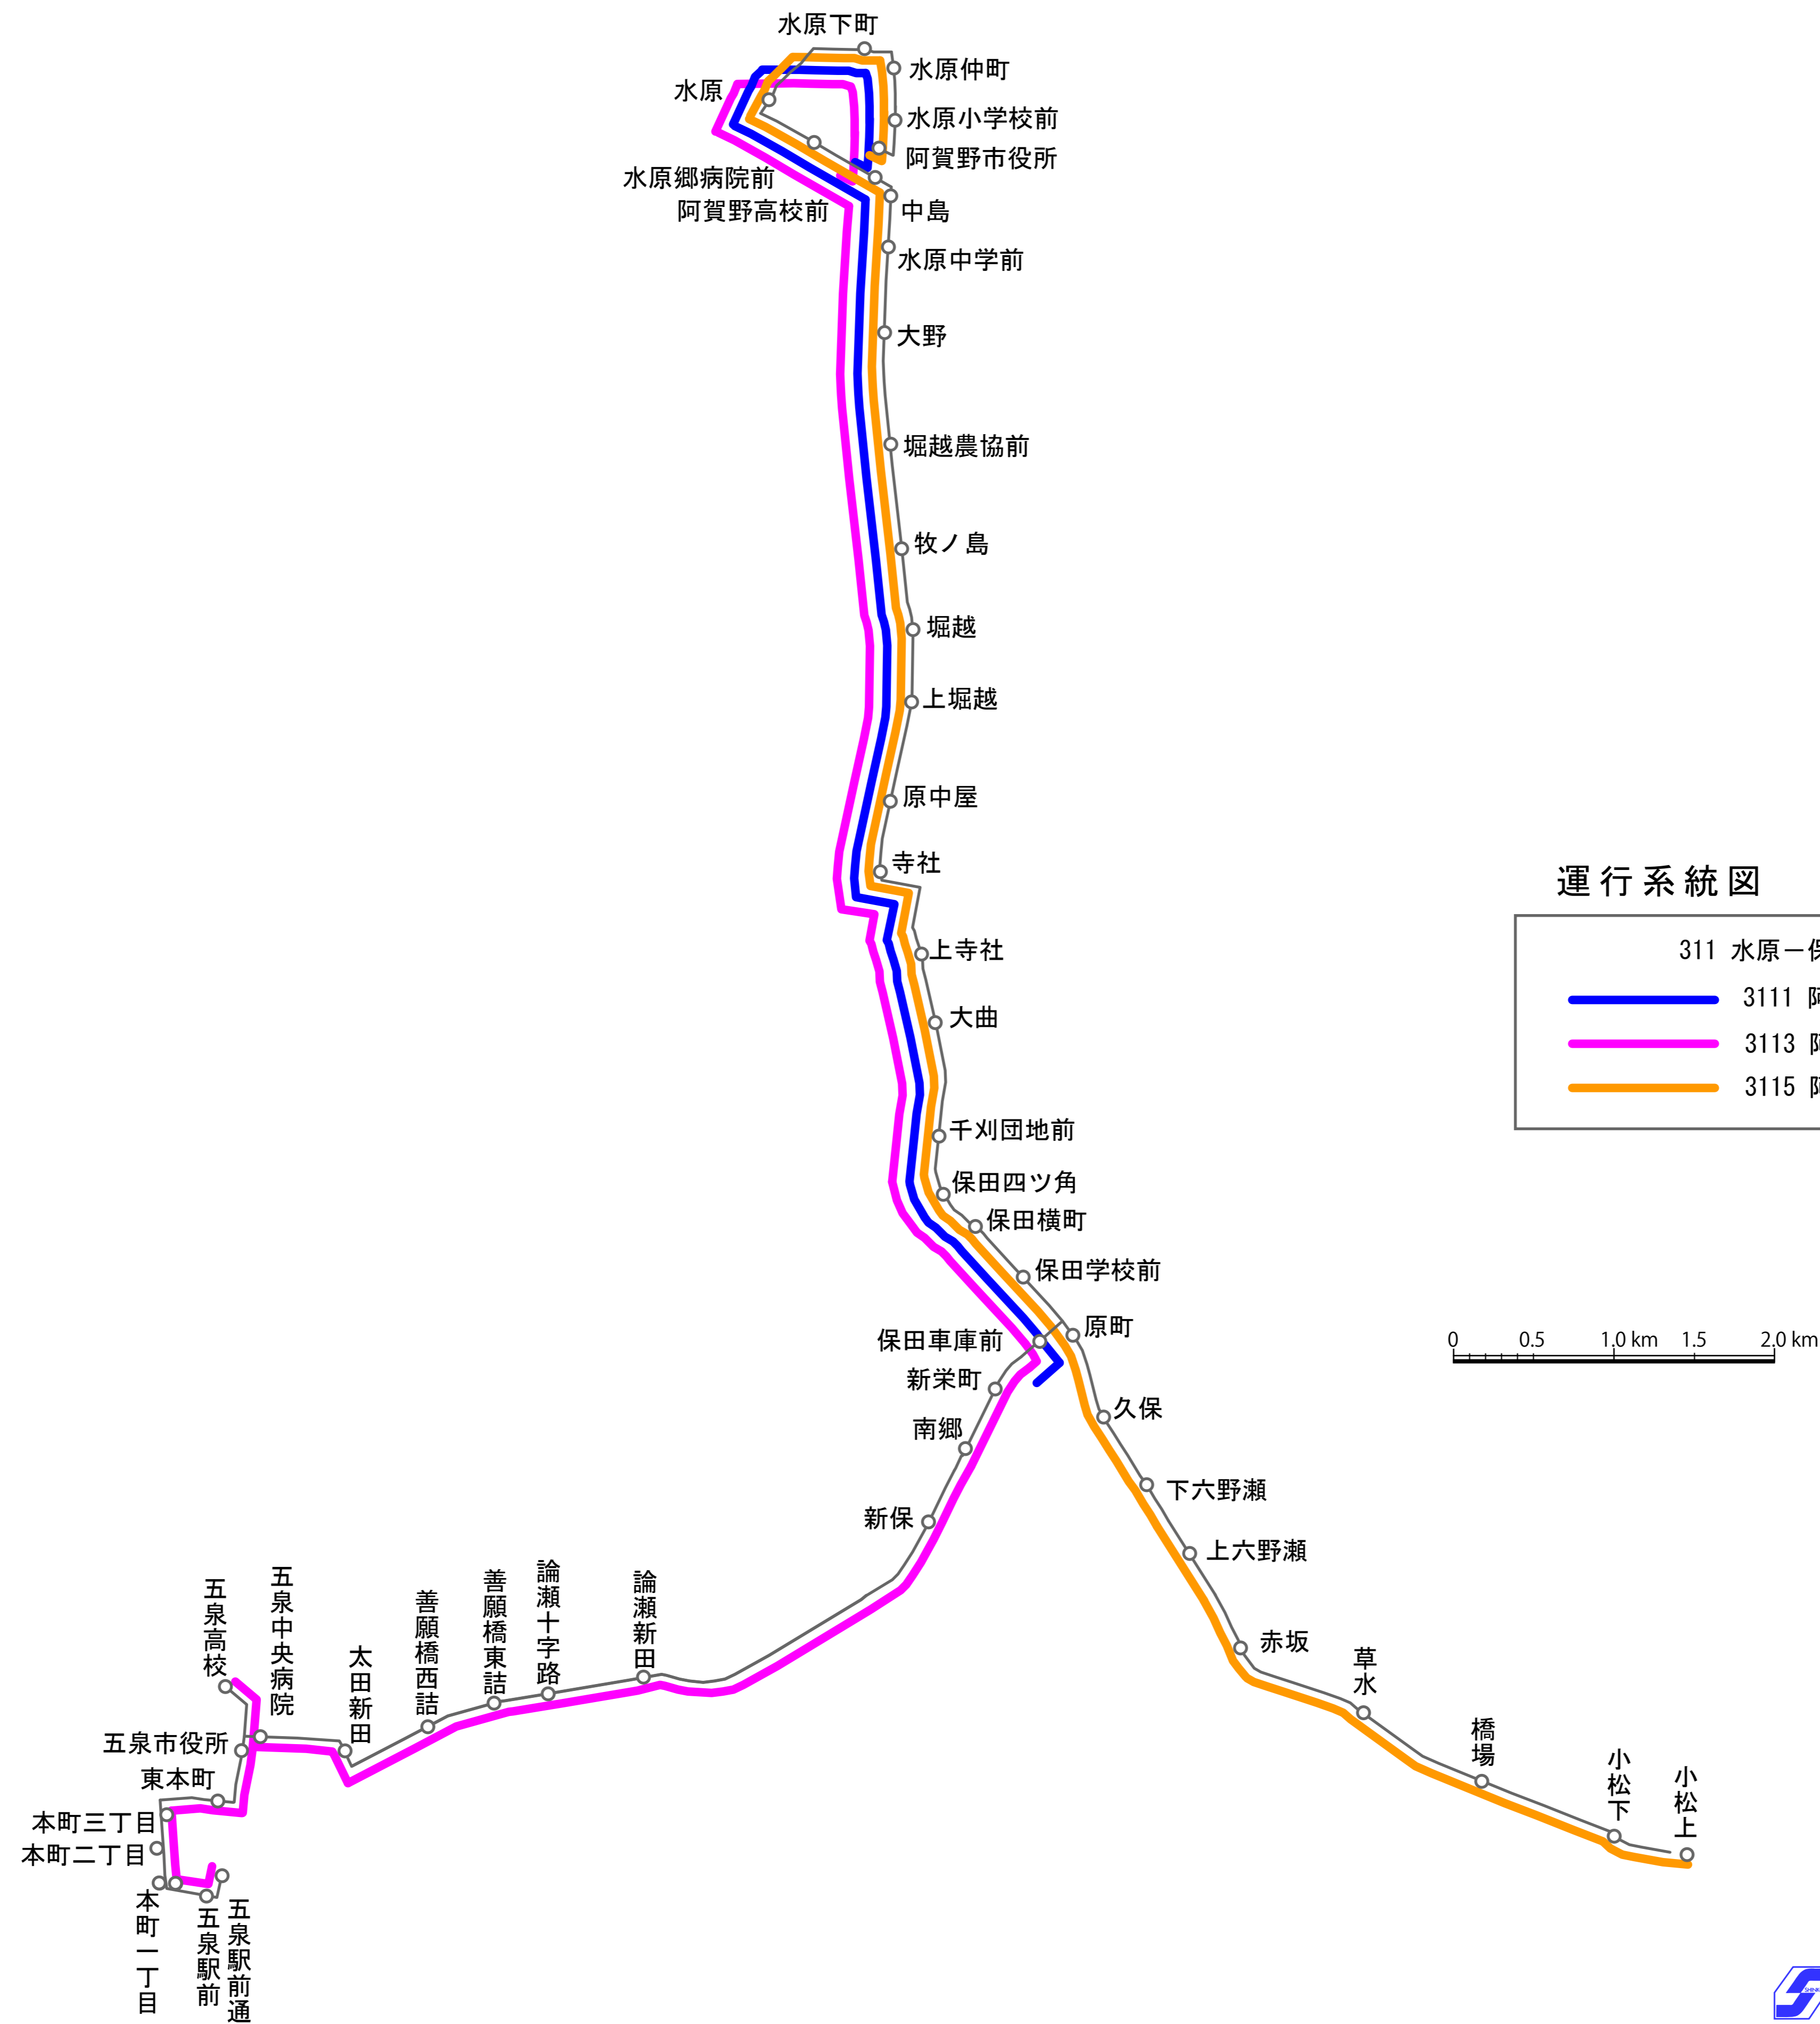 水原下町
水原仲町
水原
水原小学校前
阿賀野市役所
水原郷病院前
阿賀野高校前
中島
水原中学前
大野
堀越農協前
牧ノ島
堀越
上堀越
原中屋
寺社
上寺社
大曲
千刈団地前
保田四ツ角
保田横町
保田学校前
原町
保田車庫前
新栄町
久保
南郷
下六野瀬
新保
上六野瀬
赤坂
草水
橋場
小松下
小松上
論瀬新田
論瀬十字路
善願橋東詰
善願橋西詰
太田新田
五泉中央病院
五泉高校
五泉市役所
東本町
本町三丁目
本町二丁目
本町一丁目
五泉駅前
五泉駅前通
運行系統図
311 水原－保
3111 阿
3113 阿
3115 阿
0 0.5 1.0 km 1.5 2.0 km